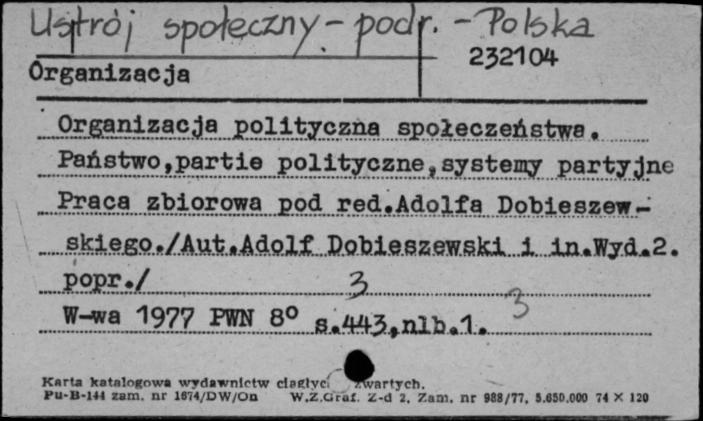 Ustrój społeczny - podr. - Polska
232104
Organizacja
Organizacja polityczna społeczeństwa.
Państwo,partie polityczne,systemy partyjne
Praca zbiorowa pod red.Adolfa Dobieszew-
skiego./Aut.Adolf Dobieszewski i in.Wyd.2.
popr./ 3
W-wa 1977 PWN 8° s.443,nlb.1. 3
Karta katalogowa wydawnictw zwartych.
Pu-B-144 zam. nr 1674/DW/On W.Z.Graf. Z-d 2. Zam. nr 988/77. 5.650.000 74 × 120